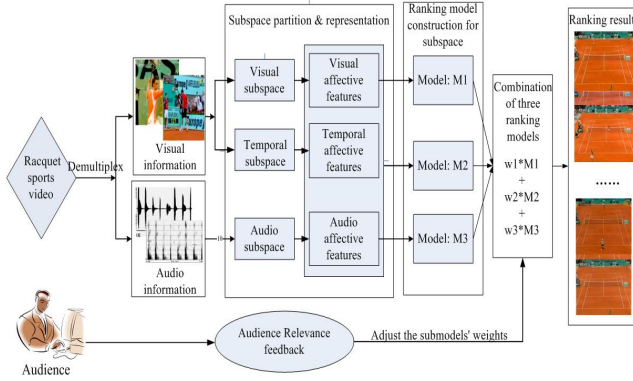 Subspace partition & representation
Ranking model
construction for
subspace
Ranking result
Racquet
sports
video
Demultiplex
Visual
information
Audio
information
Visual
subspace
Temporal
subspace
Audio
subspace
Visual
affective
features
Temporal
affective
features
Audio
affective
features
Model: M1
Model: M2
Model: M3
Combination
of three
ranking
models
w1*M1
+
w2*M2
+
w3*M3
......
Audience
Audience Relevance
feedback
Adjust the submodels' weights